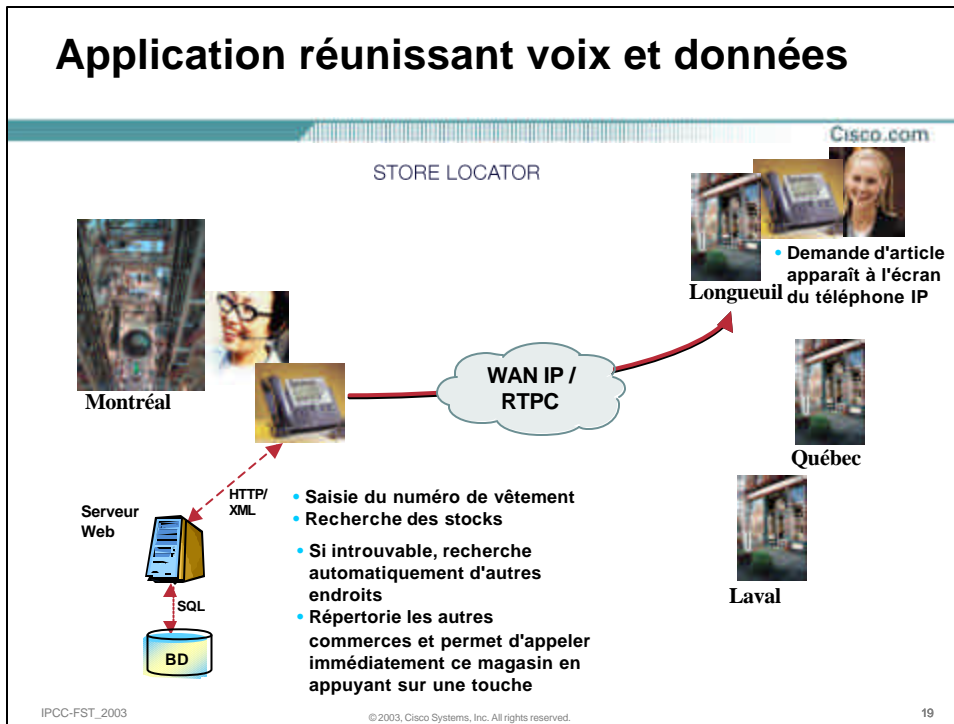 Application réunissant voix et données
Cisco.com
STORE LOCATOR
Montréal
WAN IP /
RTPC
Longueuil
• Demande d'article
apparaît à l'écran
du téléphone IP
Québec
Laval
HTTP/
XML
Serveur
Web
SQL
BD
• Saisie du numéro de vêtement
• Recherche des stocks
• Si introuvable, recherche
automatiquement d'autres
endroits
• Répertorie les autres
commerces et permet d'appeler
immédiatement ce magasin en
appuyant sur une touche
IPCC-FST_2003
© 2003, Cisco Systems, Inc. All rights reserved.
19